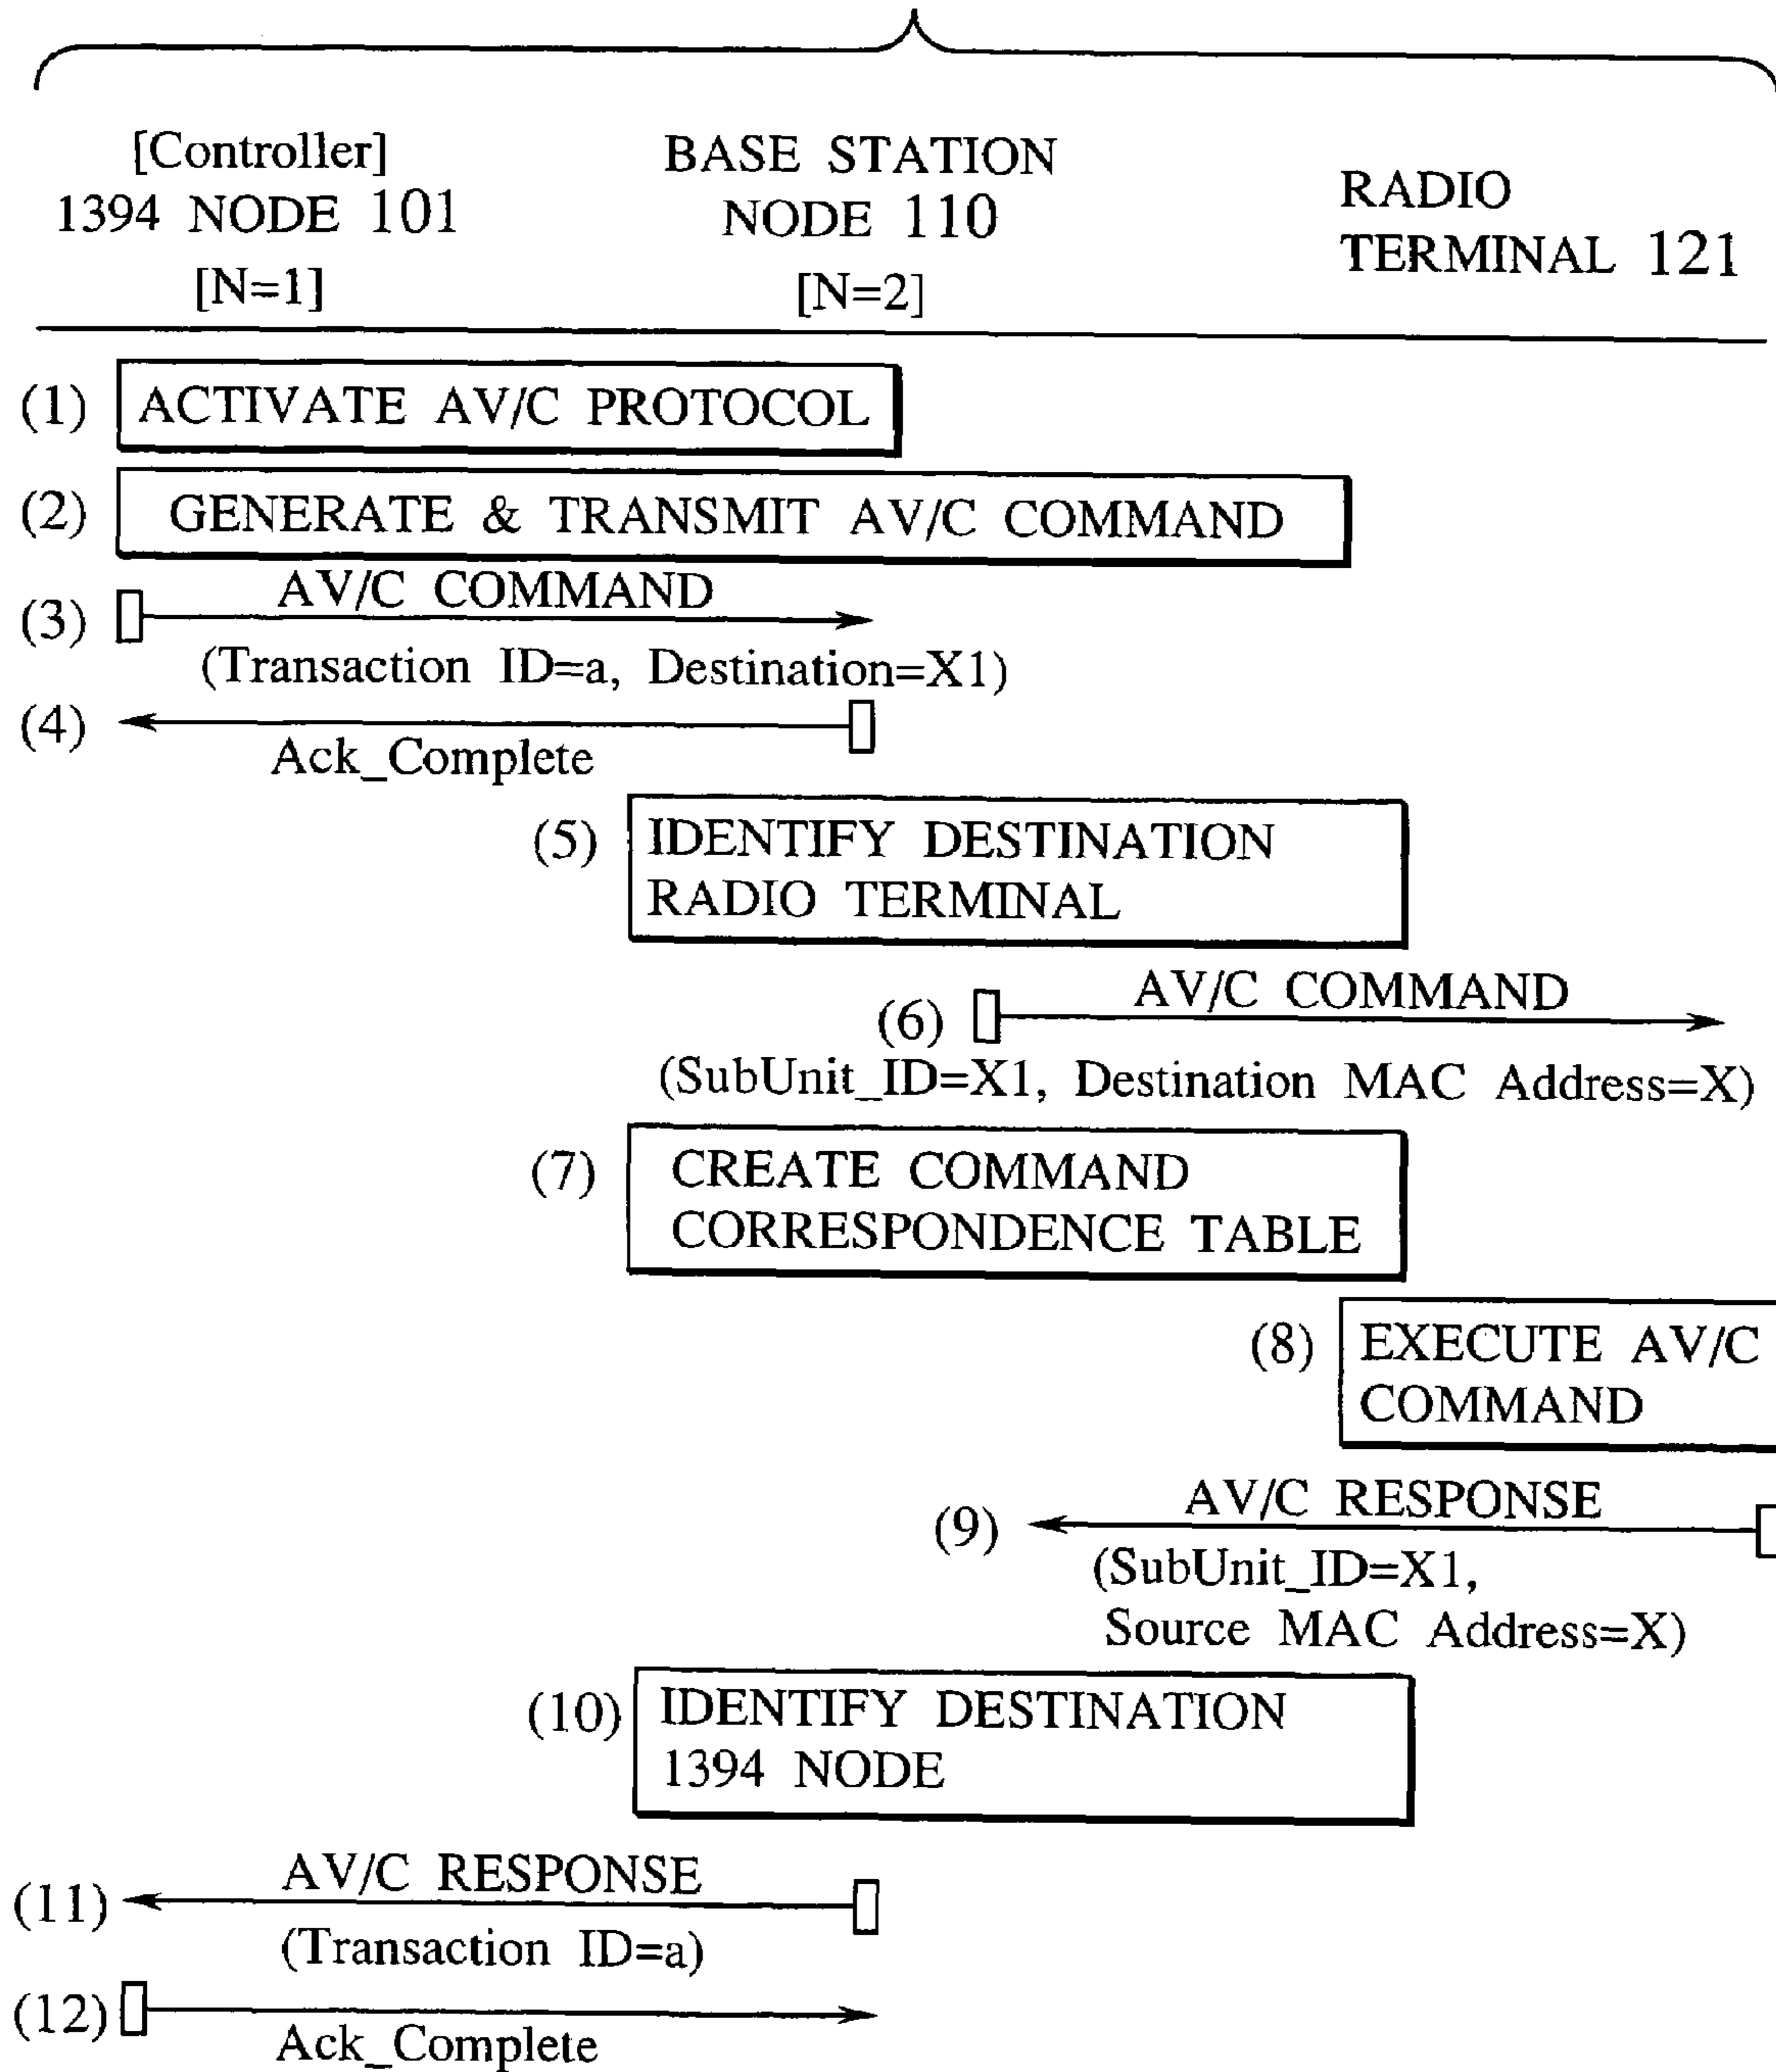 [Controller]
1394 NODE 101
[N=1]
BASE STATION
NODE 110
[N=2]
RADIO
TERMINAL 121
(1) ACTIVATE AV/C PROTOCOL
(2) GENERATE & TRANSMIT AV/C COMMAND
(3) AV/C COMMAND
(Transaction ID=a, Destination=X1)
(4)
Ack_Complete
(5) IDENTIFY DESTINATION
RADIO TERMINAL
AV/C COMMAND
(6)
(SubUnit_ID=X1, Destination MAC Address=X)
(7) CREATE COMMAND
CORRESPONDENCE TABLE
(8) EXECUTE AV/C
COMMAND
AV/C RESPONSE
(9)
(SubUnit_ID=X1,
Source MAC Address=X)
(10) IDENTIFY DESTINATION
1394 NODE
AV/C RESPONSE
(11)
(Transaction ID=a)
(12)
Ack_Complete